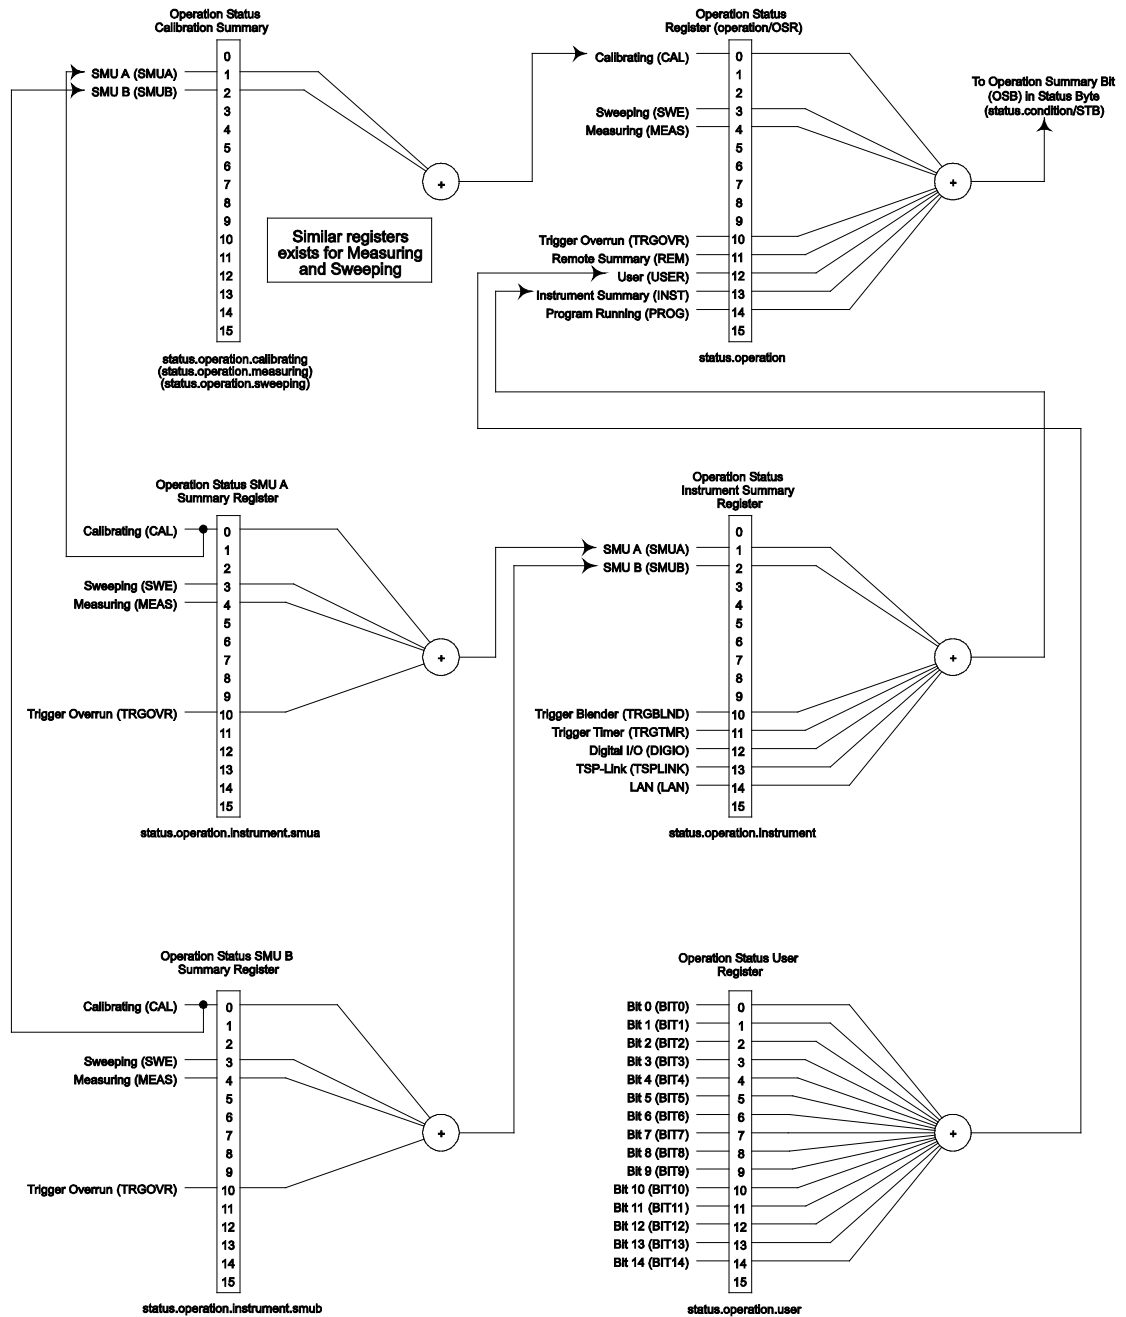 Operation Status
Calibration Summary
SMU A (SMUA)
SMU B (SMUB)
0
1
2
3
4
5
6
7
8
9
10
11
12
13
14
15
+
Similar registers
exists for Measuring
and Sweeping
status.operation.calibrating
(status.operation.measuring)
(status.operation.sweeping)
Operation Status
Register (operation/OSR)
Calibrating (CAL)
Sweeping (SWE)
Measuring (MEAS)
Trigger Overrun (TRGOVR)
Remote Summary (REM)
User (USER)
Instrument Summary (INST)
Program Running (PROG)
0
1
2
3
4
5
6
7
8
9
10
11
12
13
14
15
+
status.operation
To Operation Summary Bit
(OSB) in Status Byte
(status.condition/STB)
Operation Status SMU A
Summary Register
Calibrating (CAL)
Sweeping (SWE)
Measuring (MEAS)
Trigger Overrun (TRGOVR)
0
1
2
3
4
5
6
7
8
9
10
11
12
13
14
15
+
status.operation.instrument.smua
Operation Status
Instrument Summary
Register
SMU A (SMUA)
SMU B (SMUB)
Trigger Blender (TRGBLND)
Trigger Timer (TRGTMR)
Digital I/O (DIGIO)
TSP-Link (TSPLINK)
LAN (LAN)
0
1
2
3
4
5
6
7
8
9
10
11
12
13
14
15
+
status.operation.instrument
Operation Status SMU B
Summary Register
Calibrating (CAL)
Sweeping (SWE)
Measuring (MEAS)
Trigger Overrun (TRGOVR)
0
1
2
3
4
5
6
7
8
9
10
11
12
13
14
15
+
status.operation.instrument.smub
Operation Status User
Register
Bit 0 (BIT0)
Bit 1 (BIT1)
Bit 2 (BIT2)
Bit 3 (BIT3)
Bit 4 (BIT4)
Bit 5 (BIT5)
Bit 6 (BIT6)
Bit 7 (BIT7)
Bit 8 (BIT8)
Bit 9 (BIT9)
Bit 10 (BIT10)
Bit 11 (BIT11)
Bit 12 (BIT12)
Bit 13 (BIT13)
Bit 14 (BIT14)
0
1
2
3
4
5
6
7
8
9
10
11
12
13
14
15
+
status.operation.user